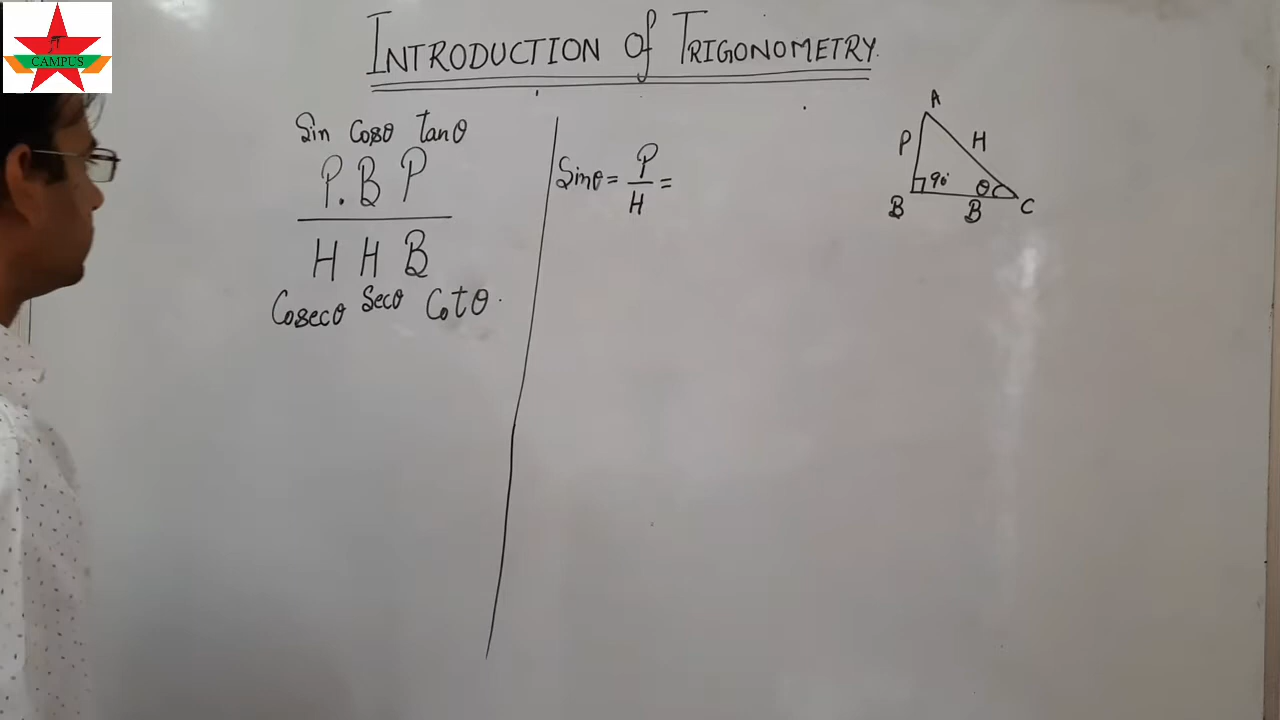 π
CAMPUS
INTRODUCTION of TRIGONOMETRY.
Sin Cosθ tanθ
P. B P
H H B
Cosecθ Secθ Cotθ.
Sinθ = P/H =
A
P H
90° θ
B B C